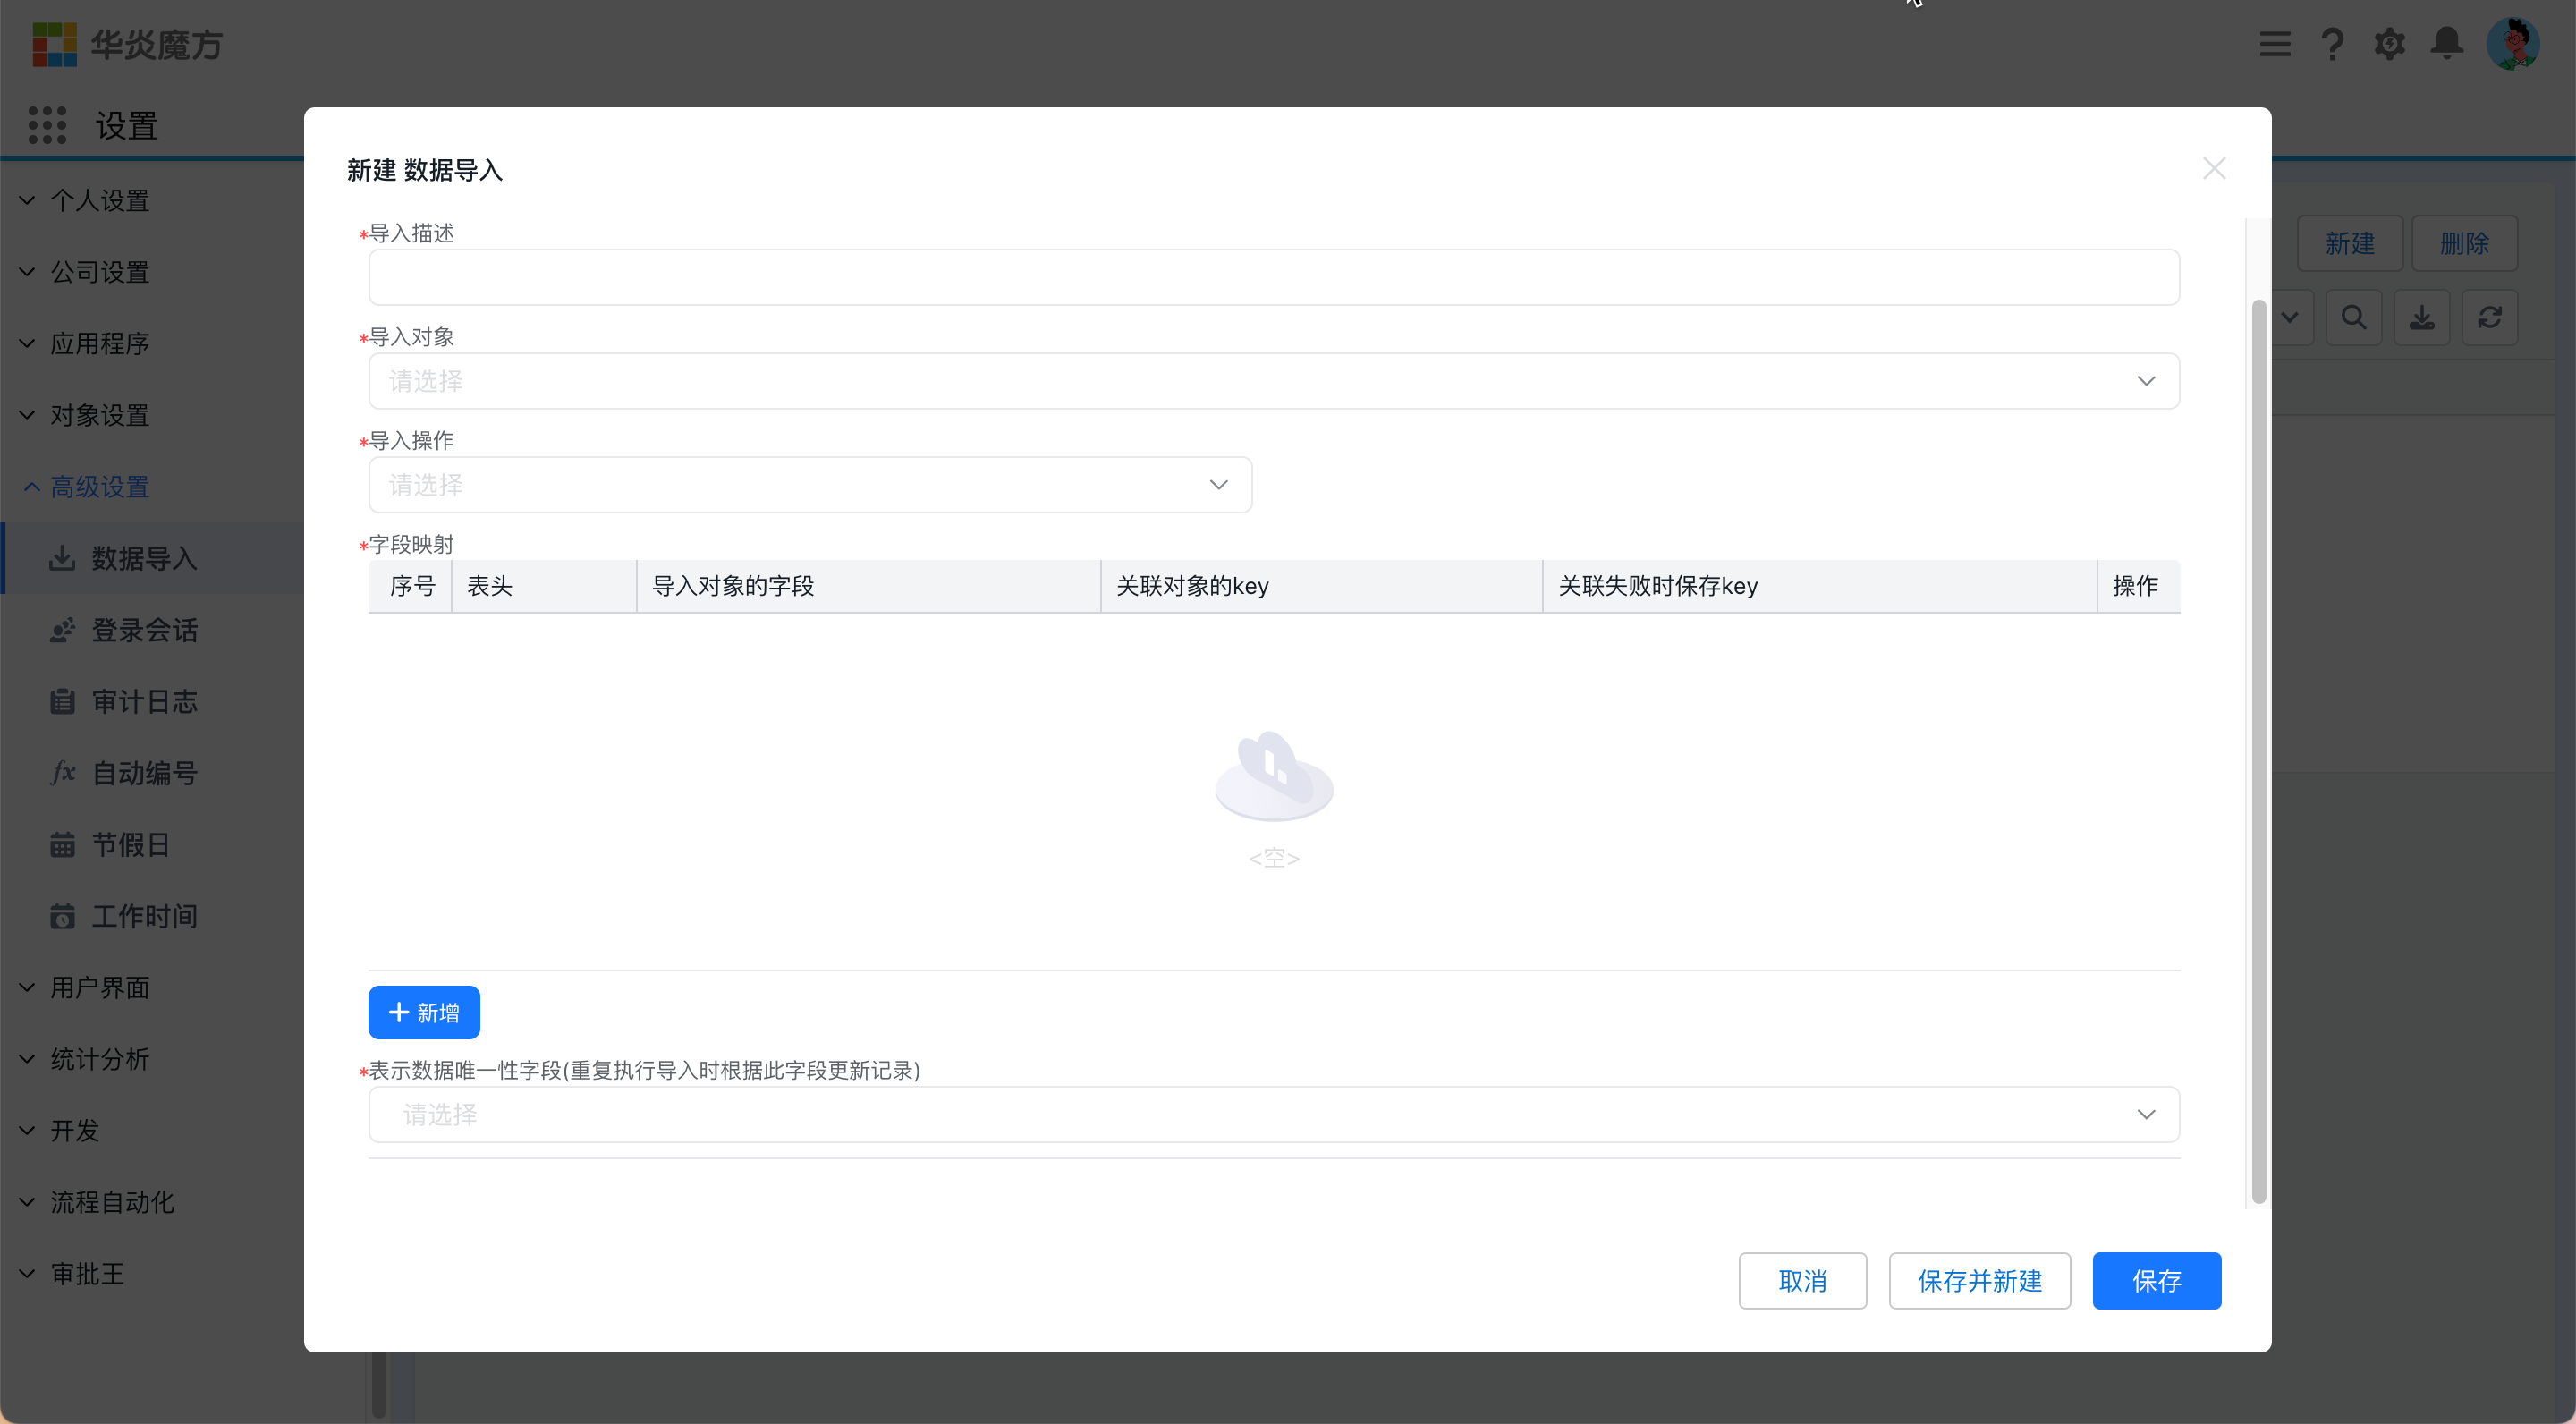 华炎魔方
设置
个人设置
公司设置
应用程序
对象设置
高级设置
数据导入
登录会话
审计日志
fx 自动编号
节假日
工作时间
用户界面
统计分析
开发
流程自动化
审批王
新建 删除
新建 数据导入
*导入描述
*导入对象
请选择
*导入操作
请选择
*字段映射
序号 表头 导入对象的字段 关联对象的key 关联失败时保存key 操作
<空>
+ 新增
*表示数据唯一性字段(重复执行导入时根据此字段更新记录)
请选择
取消 保存并新建 保存